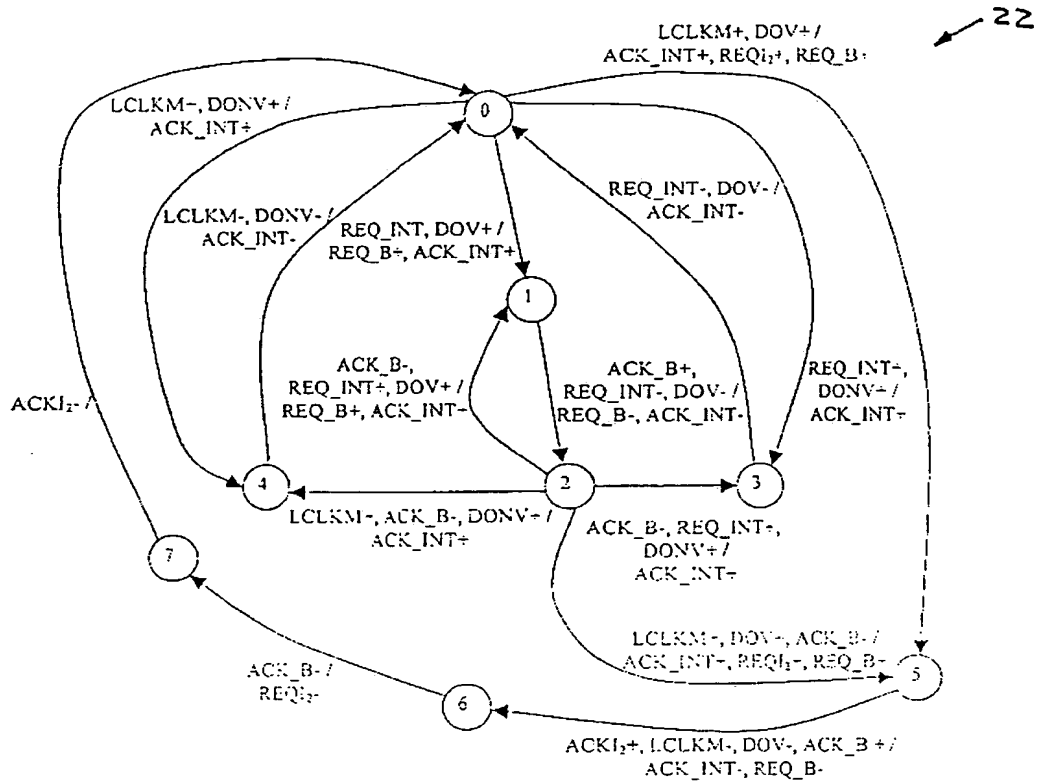 22
LCLKM+, DOV+ /
ACK_INT+, REQI₂+, REQ_B+
LCLKM+, DONV+ /
ACK_INT+
0
LCLKM-, DONV- /
ACK_INT-
REQ_INT, DOV+ /
REQ_B+, ACK_INT+
REQ_INT-, DOV- /
ACK_INT-
1
ACK_B-,
REQ_INT+, DOV+ /
REQ_B+, ACK_INT+
ACK_B+,
REQ_INT-, DOV- /
REQ_B-, ACK_INT-
REQ_INT+,
DONV+ /
ACK_INT+
ACKI₂- /
4
2
3
LCLKM+, ACK_B-, DONV+ /
ACK_INT+
ACK_B-, REQ_INT+,
DONV+ /
ACK_INT+
7
LCLKM+, DOV+, ACK_B- /
ACK_INT+, REQI₂+, REQ_B+
5
ACK_B- /
REQI₂-
6
ACKI₂+, LCLKM-, DOV-, ACK_B+ /
ACK_INT-, REQ_B-